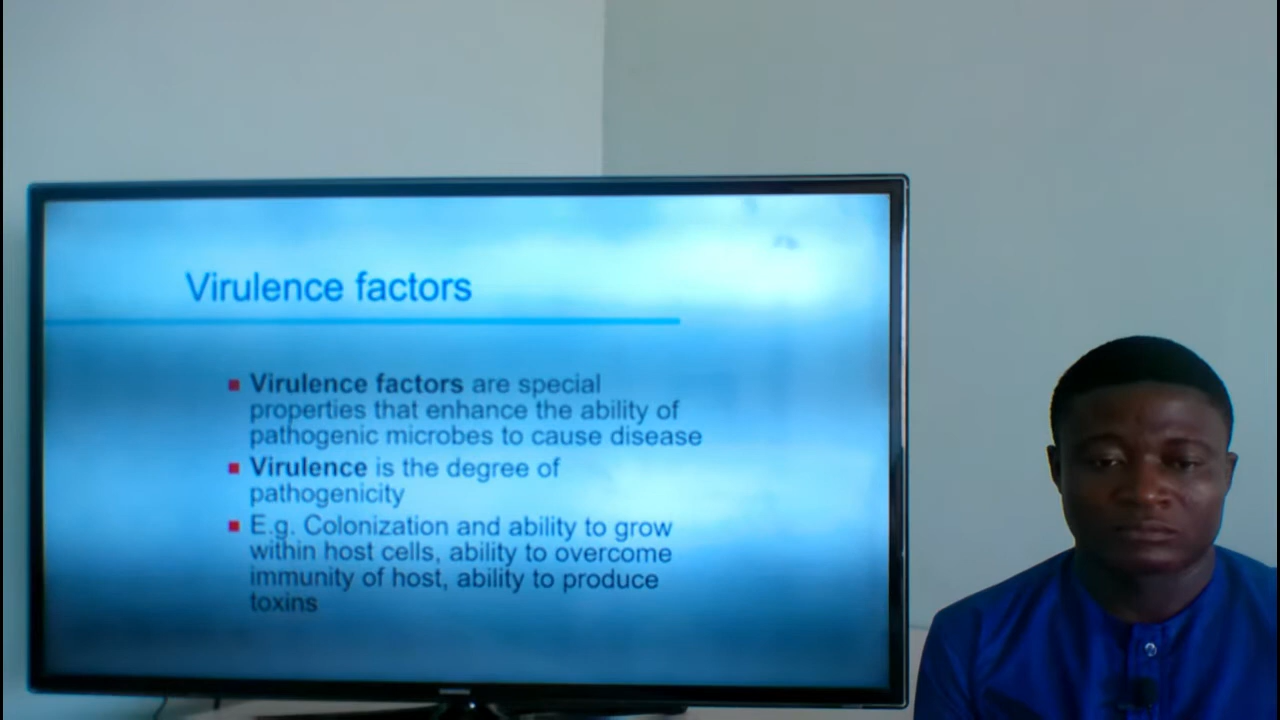 Virulence factors
Virulence factors are special
properties that enhance the ability of
pathogenic microbes to cause disease
Virulence is the degree of
pathogenicity
E.g. Colonization and ability to grow
within host cells, ability to overcome
immunity of host, ability to produce
toxins